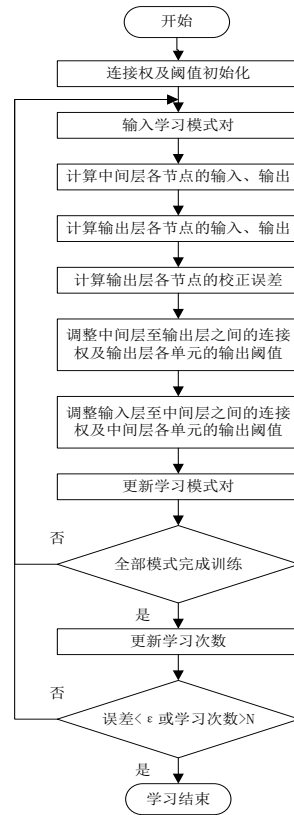 开始
连接权及阈值初始化
输入学习模式对
计算中间层各节点的输入、输出
计算输出层各节点的输入、输出
计算输出层各节点的校正误差
调整中间层至输出层之间的连接
权及输出层各单元的输出阈值
调整输入层至中间层之间的连接
权及中间层各单元的输出阈值
更新学习模式对
否
全部模式完成训练
是
更新学习次数
否
误差<ε或学习次数>N
是
学习结束